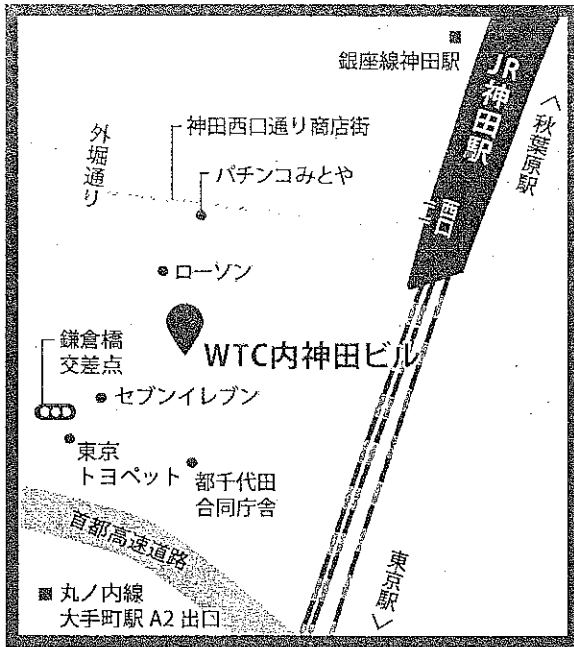 銀座線神田駅
JR神田駅
西口
〈秋葉原駅
神田西口通り商店街
外堀通り
パチンコみとや
ローソン
鎌倉橋
交差点
WTC内神田ビル
セブンイレブン
東京
トヨペット
都千代田
合同庁舎
首都高速道路
丸ノ内線
大手町駅 A2 出口
東京駅〉